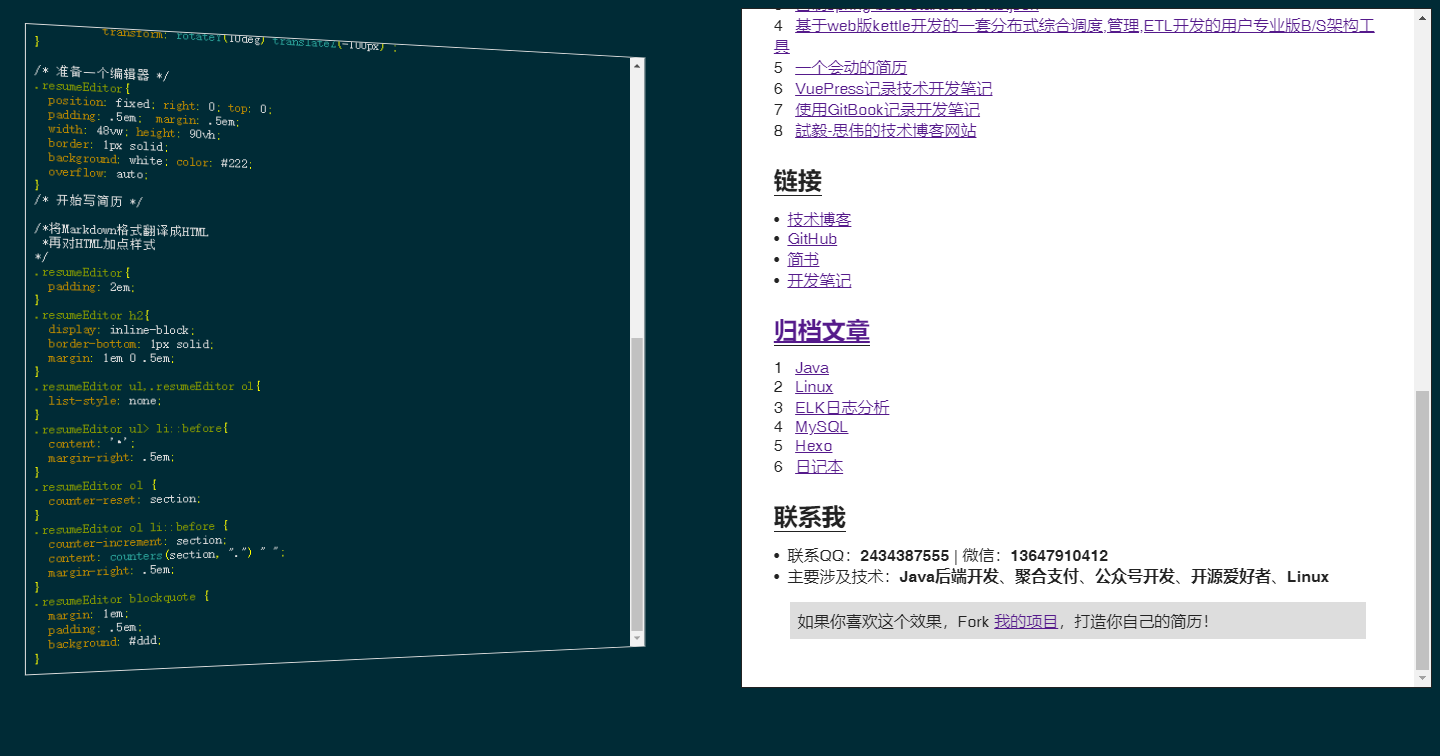 transform: rotateY(10deg) translateZ(-100px) ;
}
/* 准备一个编辑器 */
.resumeEditor{
position: fixed; right: 0; top: 0;
padding: .5em; margin: .5em;
width: 48vw; height: 90vh;
border: 1px solid;
background: white; color: #222;
overflow: auto;
}
/* 开始写简历 */
/*将Markdown格式翻译成HTML
*再对HTML加点样式
*/
.resumeEditor{
padding: 2em;
}
.resumeEditor h2{
display: inline-block;
border-bottom: 1px solid;
margin: 1em 0 .5em;
}
.resumeEditor ul,.resumeEditor ol{
list-style: none;
}
.resumeEditor ul> li::before{
content: '•';
margin-right: .5em;
}
.resumeEditor ol {
counter-reset: section;
}
.resumeEditor ol li::before {
counter-increment: section;
content: counters(section, ".") " ";
margin-right: .5em;
}
.resumeEditor blockquote {
margin: 1em;
padding: .5em;
background: #ddd;
}
4 基于web版kettle开发的一套分布式综合调度,管理,ETL开发的用户专业版B/S架构工
具
5 一个会动的简历
6 VuePress记录技术开发笔记
7 使用GitBook记录开发笔记
8 試毅-思伟的技术博客网站
链接
• 技术博客
• GitHub
• 简书
• 开发笔记
归档文章
1 Java
2 Linux
3 ELK日志分析
4 MySQL
5 Hexo
6 日记本
联系我
• 联系QQ：2434387555 | 微信：13647910412
• 主要涉及技术：Java后端开发、聚合支付、公众号开发、开源爱好者、Linux
如果你喜欢这个效果，Fork 我的项目，打造你自己的简历！